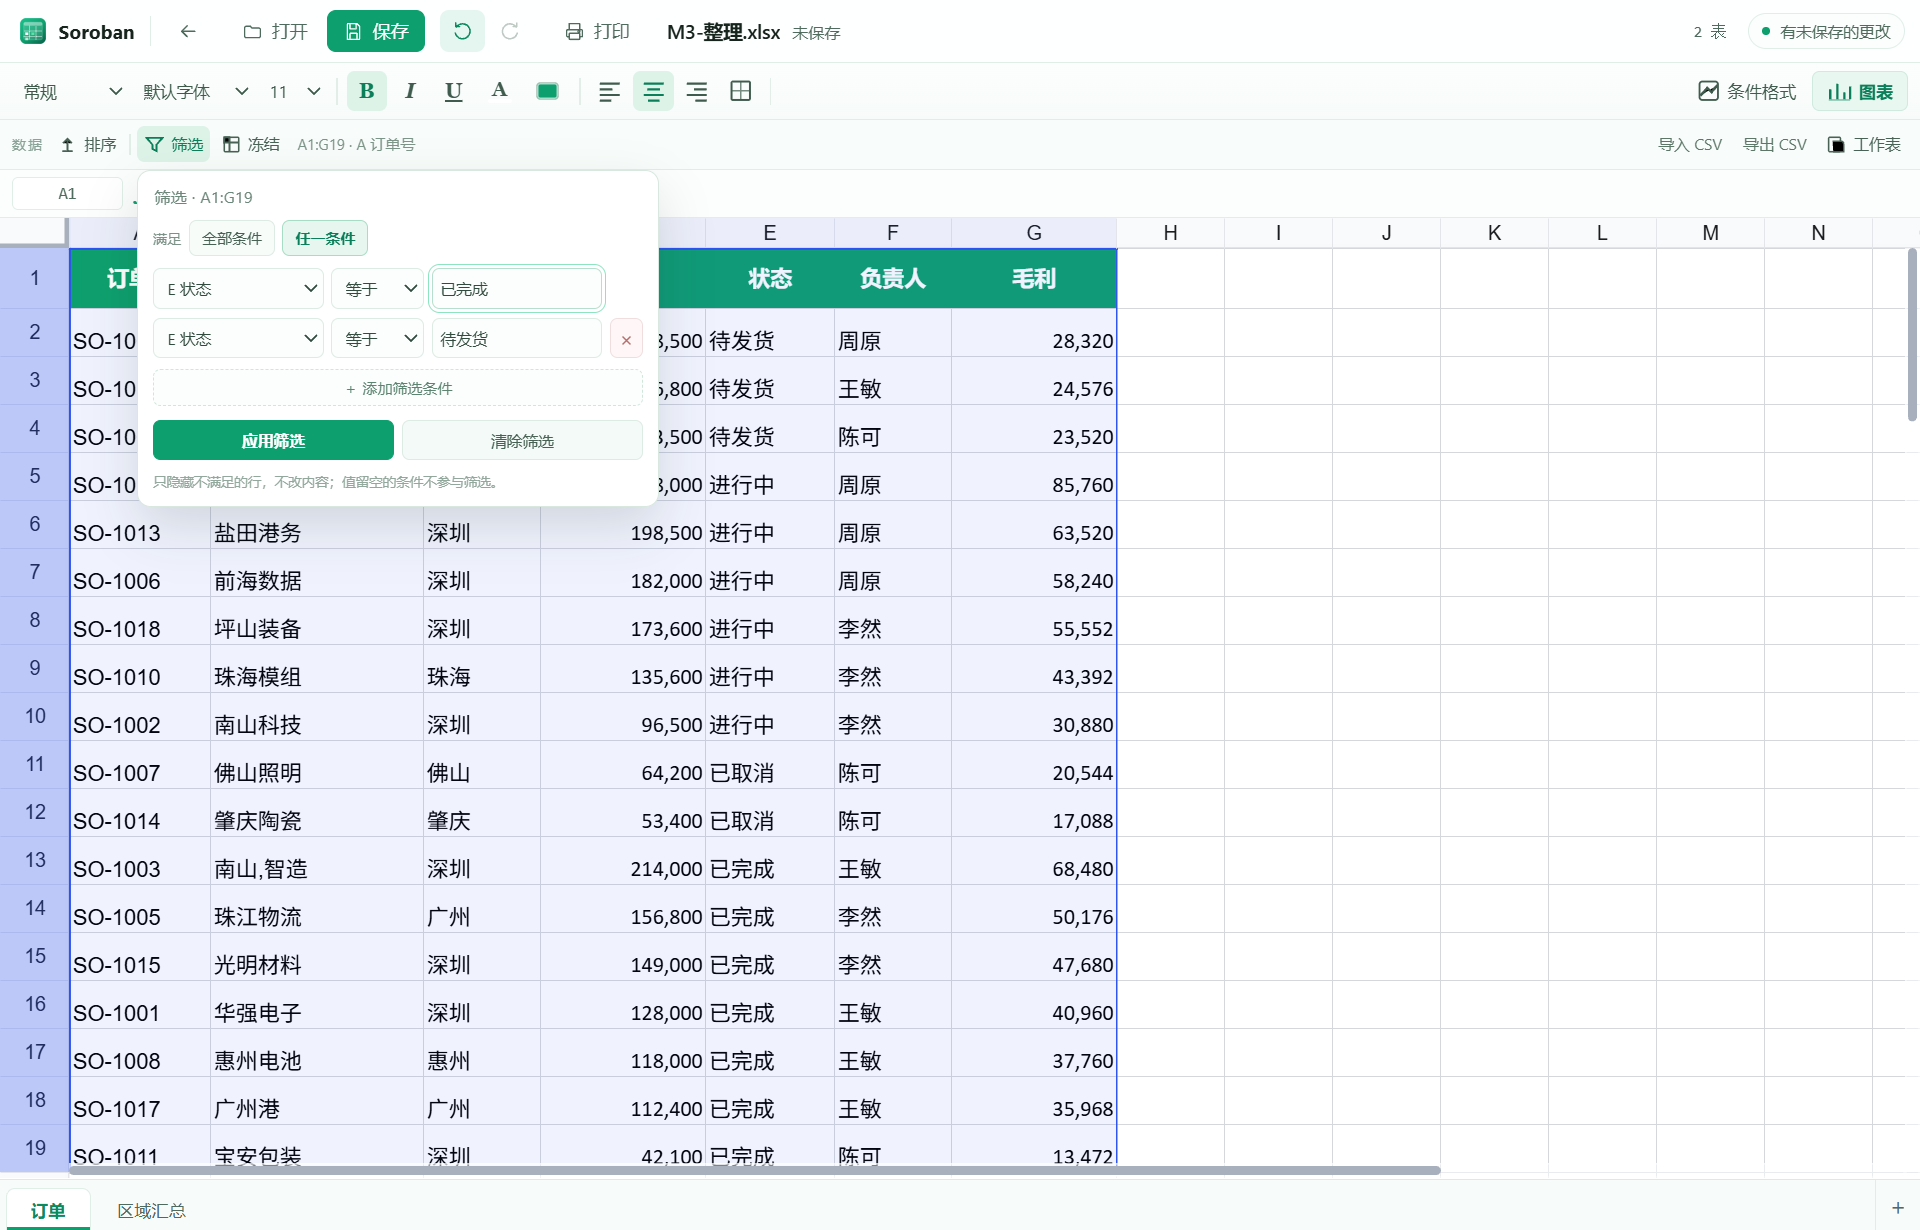 Soroban 打开 保存 打印 M3-整理.xlsx 未保存 2 表 有未保存的更改
常规 默认字体 11 B I U A 条件格式 图表
数据 排序 筛选 冻结 A1:G19 · A 订单号 导入 CSV 导出 CSV 工作表
A1
筛选 · A1:G19
满足 全部条件 任一条件
E 状态 等于 已完成
E 状态 等于 待发货 ×
+ 添加筛选条件
应用筛选 清除筛选
只隐藏不满足的行，不改内容；值留空的条件不参与筛选。
E F G H I J K L M N
1 状态 负责人 毛利
2 SO-10 3,500 待发货 周原 28,320
3 SO-10 ,800 待发货 王敏 24,576
4 SO-10 3,500 待发货 陈可 23,520
5 SO-10 ,000 进行中 周原 85,760
6 SO-1013 盐田港务 深圳 198,500 进行中 周原 63,520
7 SO-1006 前海数据 深圳 182,000 进行中 周原 58,240
8 SO-1018 坪山装备 深圳 173,600 进行中 李然 55,552
9 SO-1010 珠海模组 珠海 135,600 进行中 李然 43,392
10 SO-1002 南山科技 深圳 96,500 进行中 李然 30,880
11 SO-1007 佛山照明 佛山 64,200 已取消 陈可 20,544
12 SO-1014 肇庆陶瓷 肇庆 53,400 已取消 陈可 17,088
13 SO-1003 南山,智造 深圳 214,000 已完成 王敏 68,480
14 SO-1005 珠江物流 广州 156,800 已完成 李然 50,176
15 SO-1015 光明材料 深圳 149,000 已完成 李然 47,680
16 SO-1001 华强电子 深圳 128,000 已完成 王敏 40,960
17 SO-1008 惠州电池 惠州 118,000 已完成 王敏 37,760
18 SO-1017 广州港 广州 112,400 已完成 王敏 35,968
19 SO-1011 宝安包装 深圳 42,100 已完成 陈可 13,472
订单 区域汇总 +